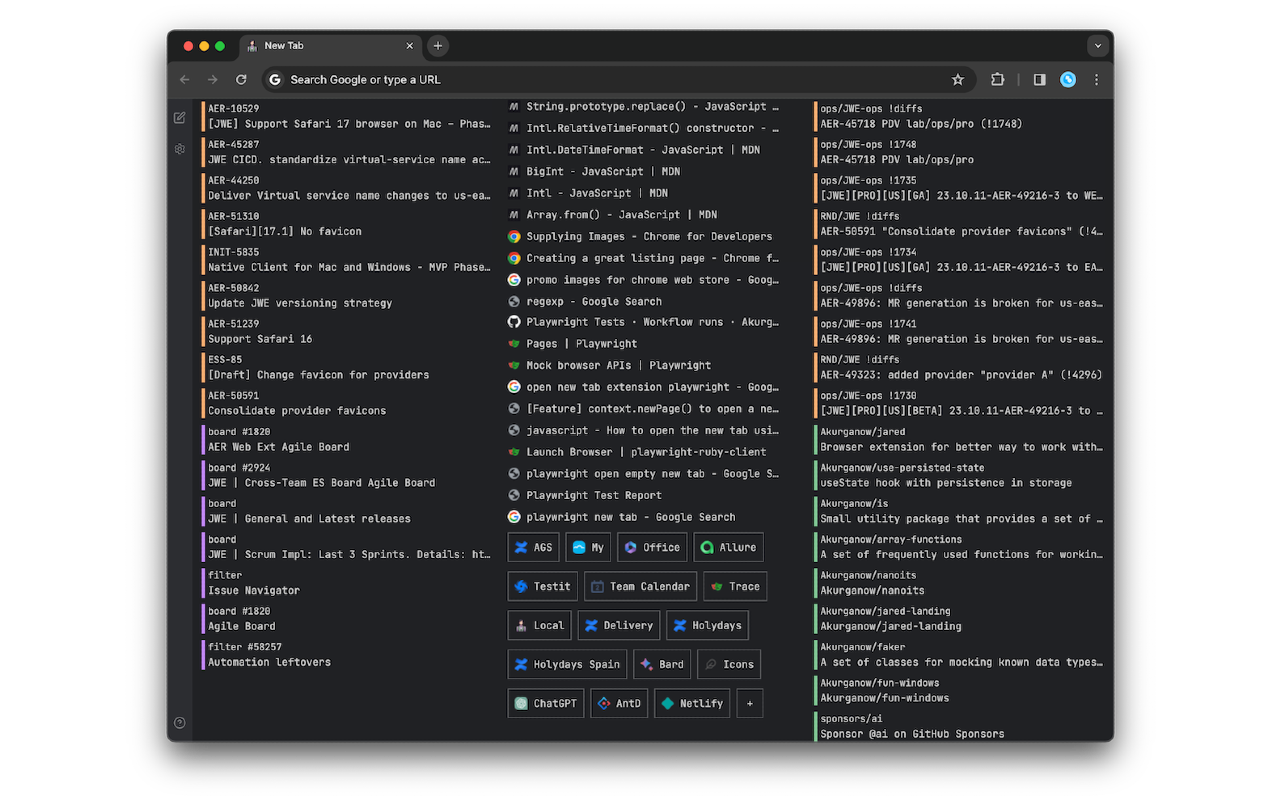 New Tab
Search Google or type a URL
AER-10529
[JWE] Support Safari 17 browser on Mac – Phas…
AER-45287
JWE CICD. standardize virtual-service name ac…
AER-44250
Deliver Virtual service name changes to us-ea…
AER-51310
[Safari][17.1] No favicon
INIT-5835
Native Client for Mac and Windows - MVP Phase…
AER-50842
Update JWE versioning strategy
AER-51239
Support Safari 16
ESS-85
[Draft] Change favicon for providers
AER-50591
Consolidate provider favicons
board #1820
AER Web Ext Agile Board
board #2924
JWE | Cross-Team ES Board Agile Board
board
JWE | General and Latest releases
board
JWE | Scrum Impl: Last 3 Sprints. Details: ht…
filter
Issue Navigator
board #1820
Agile Board
filter #58257
Automation leftovers
String.prototype.replace() - JavaScript …
Intl.RelativeTimeFormat() constructor - …
Intl.DateTimeFormat - JavaScript | MDN
BigInt - JavaScript | MDN
Intl - JavaScript | MDN
Array.from() - JavaScript | MDN
Supplying Images - Chrome for Developers
Creating a great listing page - Chrome f…
promo images for chrome web store - Goog…
regexp - Google Search
Playwright Tests · Workflow runs · Akurg…
Pages | Playwright
Mock browser APIs | Playwright
open new tab extension playwright - Goog…
[Feature] context.newPage() to open a ne…
javascript - How to open the new tab usi…
Launch Browser | playwright-ruby-client
playwright open empty new tab - Google S…
Playwright Test Report
playwright new tab - Google Search
AGS My Office Allure
Testit Team Calendar Trace
Local Delivery Holydays
Holydays Spain Bard Icons
ChatGPT AntD Netlify +
ops/JWE-ops !diffs
AER-45718 PDV lab/ops/pro (!1748)
ops/JWE-ops !1748
AER-45718 PDV lab/ops/pro
ops/JWE-ops !1735
[JWE][PRO][US][GA] 23.10.11-AER-49216-3 to WE…
RND/JWE !diffs
AER-50591 "Consolidate provider favicons" (!4…
ops/JWE-ops !1734
[JWE][PRO][US][GA] 23.10.11-AER-49216-3 to EA…
ops/JWE-ops !diffs
AER-49896: MR generation is broken for us-eas…
ops/JWE-ops !1741
AER-49896: MR generation is broken for us-eas…
RND/JWE !diffs
AER-49323: added provider "provider A" (!4296)
ops/JWE-ops !1730
[JWE][PRO][US][BETA] 23.10.11-AER-49216-3 to …
Akurganow/jared
Browser extension for better way to work with…
Akurganow/use-persisted-state
useState hook with persistence in storage
Akurganow/is
Small utility package that provides a set of …
Akurganow/array-functions
A set of frequently used functions for workin…
Akurganow/nanoits
Akurganow/nanoits
Akurganow/jared-landing
Akurganow/jared-landing
Akurganow/faker
A set of classes for mocking known data types…
Akurganow/fun-windows
Akurganow/fun-windows
sponsors/ai
Sponsor @ai on GitHub Sponsors